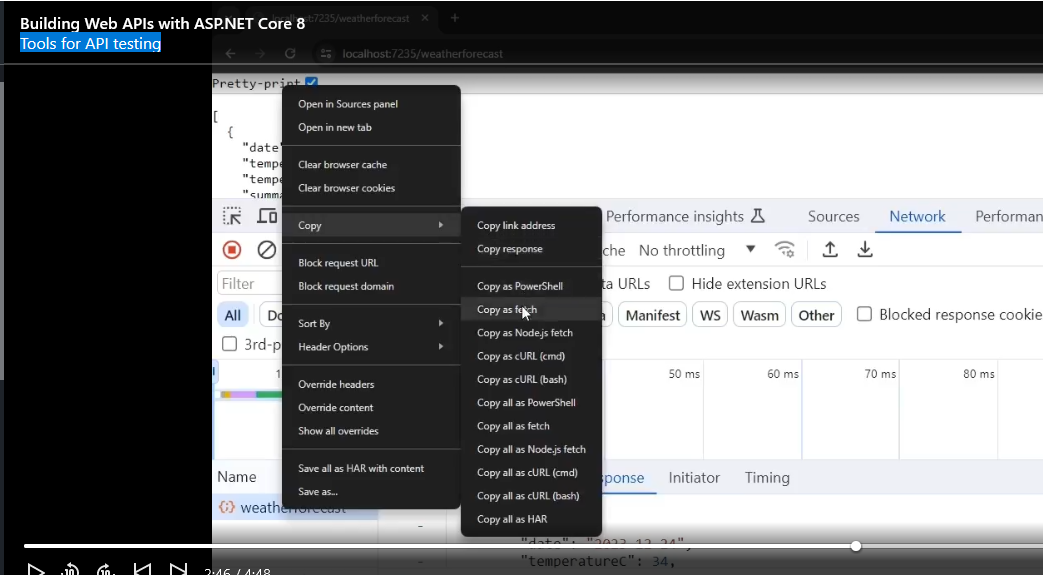 Building Web APIs with ASP.NET Core 8
Tools for API testing
localhost:7235/weatherforecast
localhost:7235/weatherforecast
Pretty-print
[
{
"date"
Open in Sources panel
Open in new tab
Clear browser cache
Clear browser cookies
Copy
Block request URL
Block request domain
Sort By
Header Options
Override headers
Override content
Show all overrides
Save all as HAR with content
Save as...
Copy link address
Copy response
Copy as PowerShell
Copy as fetch
Copy as Node.js fetch
Copy as cURL (cmd)
Copy as cURL (bash)
Copy all as PowerShell
Copy all as fetch
Copy all as Node.js fetch
Copy all as cURL (cmd)
Copy all as cURL (bash)
Copy all as HAR
Performance insights Sources Network Performan
No throttling
Filter
URLs Hide extension URLs
All Manifest WS Wasm Other Blocked response cookie
3rd-p
50 ms 60 ms 70 ms 80 ms
Name
Initiator Timing
weatherforecast
"date": "2023-12-24",
"temperatureC": 34,
2:46 / 4:48